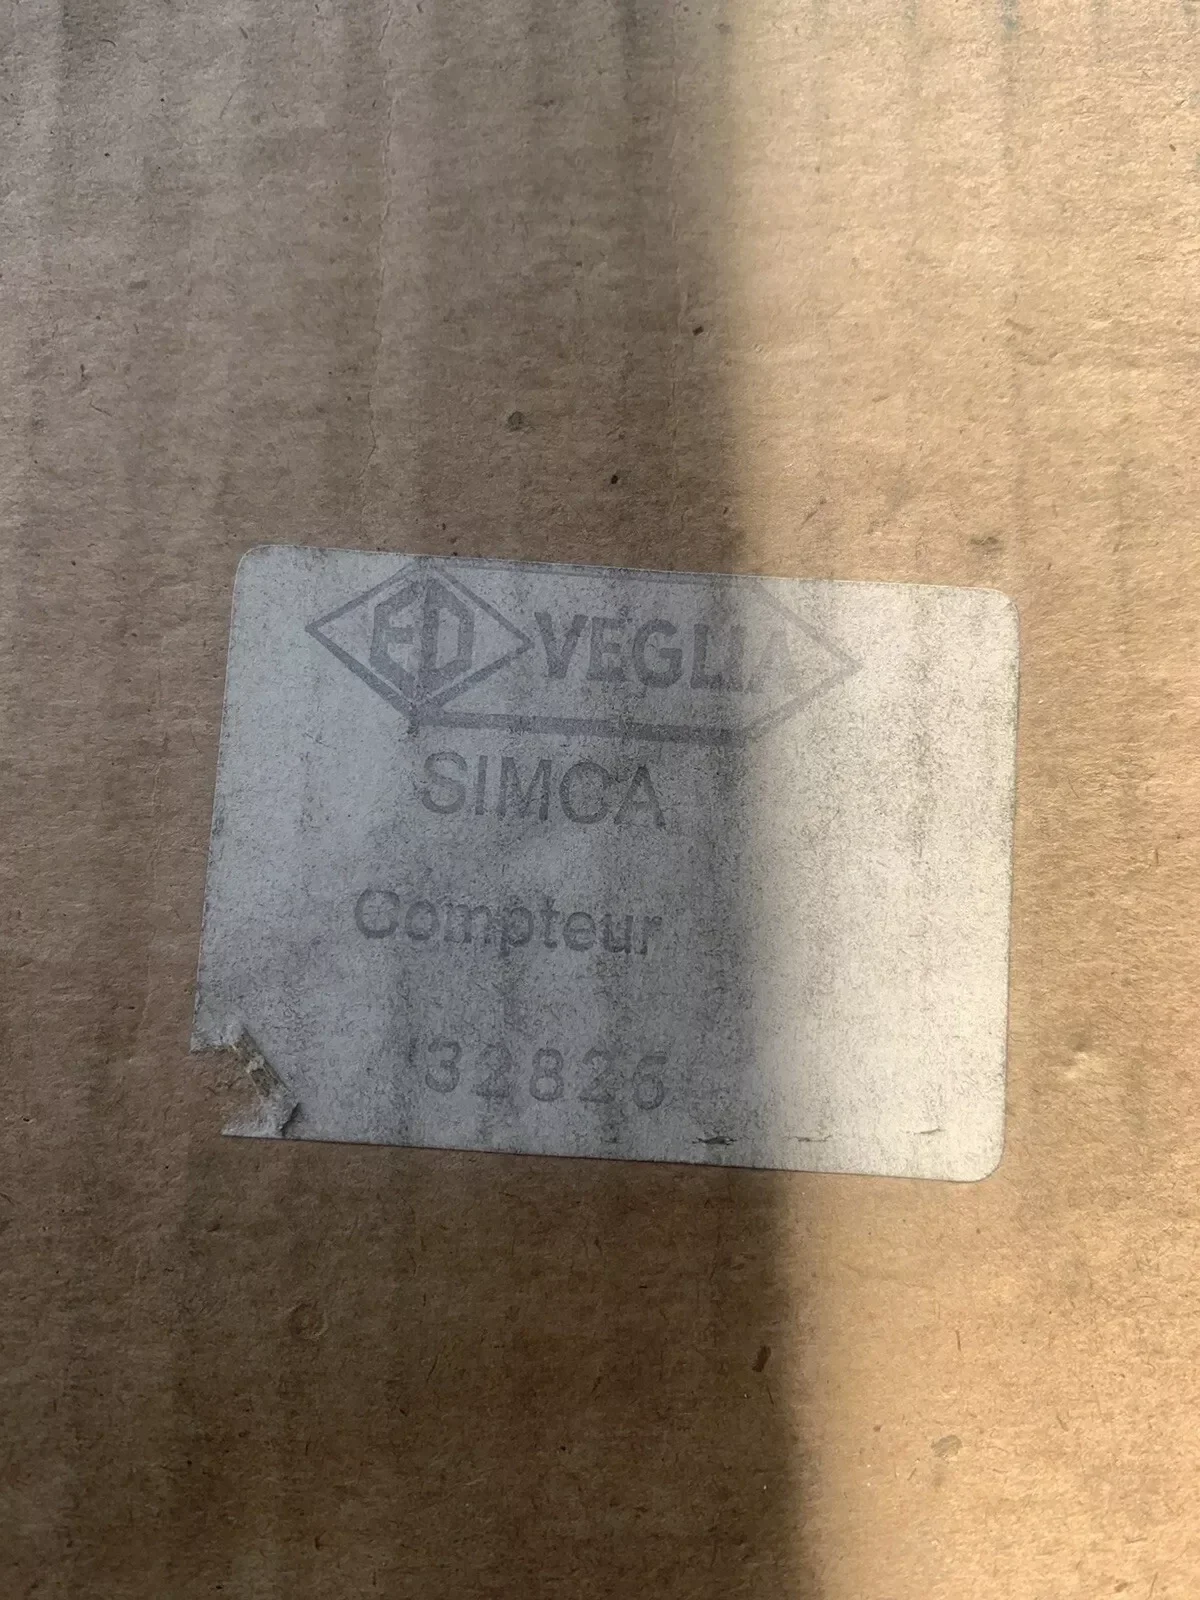 ED VEGLIA
SIMCA
Compteur
32826